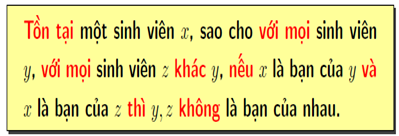 Tồn tại một sinh viên x, sao cho với mọi sinh viên
y, với mọi sinh viên z khác y, nếu x là bạn của y và
x là bạn của z thì y, z không là bạn của nhau.